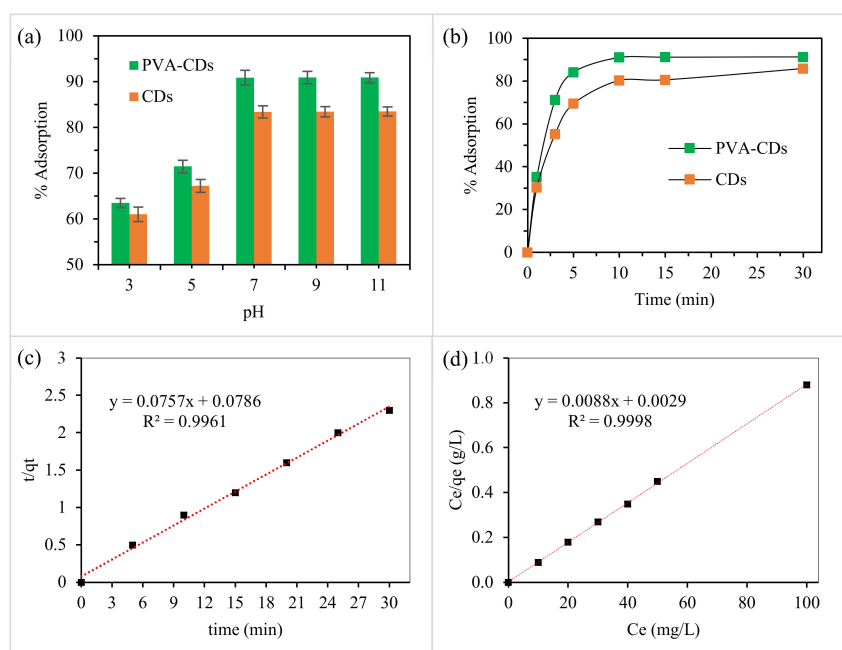 (a)
100
90
80
70
60
50
% Adsorption
PVA-CDs
CDs
3 5 7 9 11
pH
(b)
100
80
60
40
20
0
% Adsorption
PVA-CDs
CDs
0 5 10 15 20 25 30
Time (min)
(c)
3
2.5
2
1.5
1
0.5
0
t/qt
y = 0.0757x + 0.0786
R² = 0.9961
0 3 6 9 12 15 18 21 24 27 30
time (min)
(d)
1.0
0.8
0.6
0.4
0.2
0.0
Ce/qe (g/L)
y = 0.0088x + 0.0029
R² = 0.9998
0 20 40 60 80 100
Ce (mg/L)